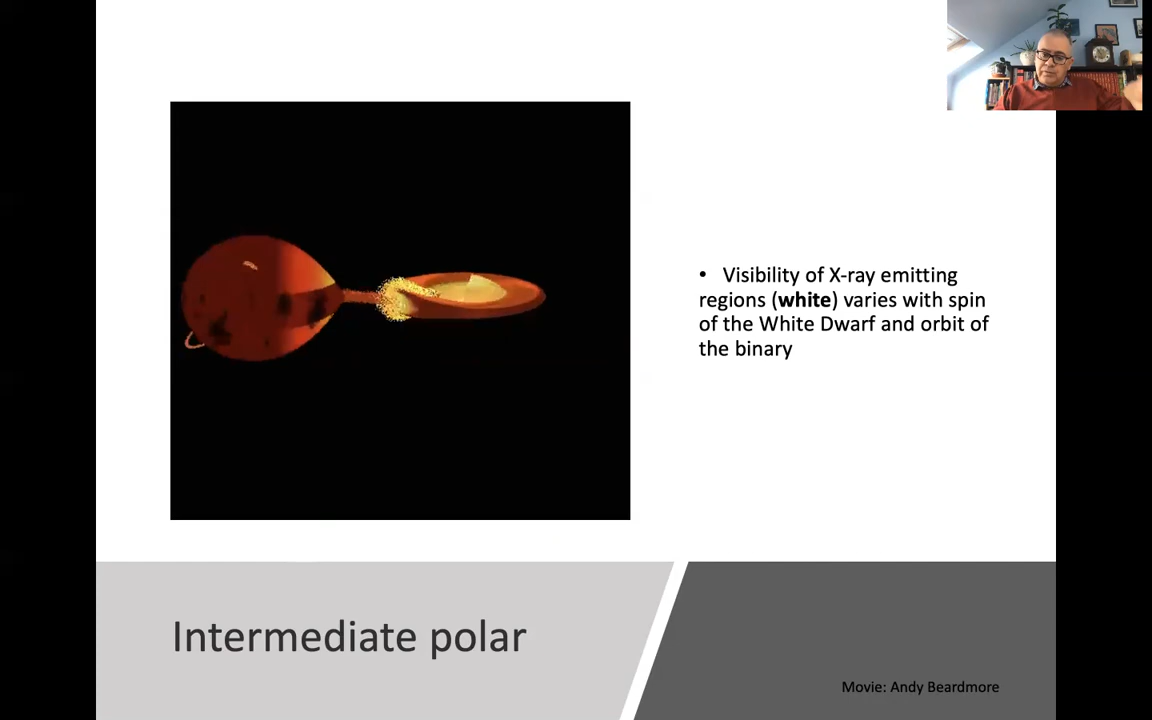 • Visibility of X-ray emitting
regions (white) varies with spin
of the White Dwarf and orbit of
the binary
Intermediate polar
Movie: Andy Beardmore